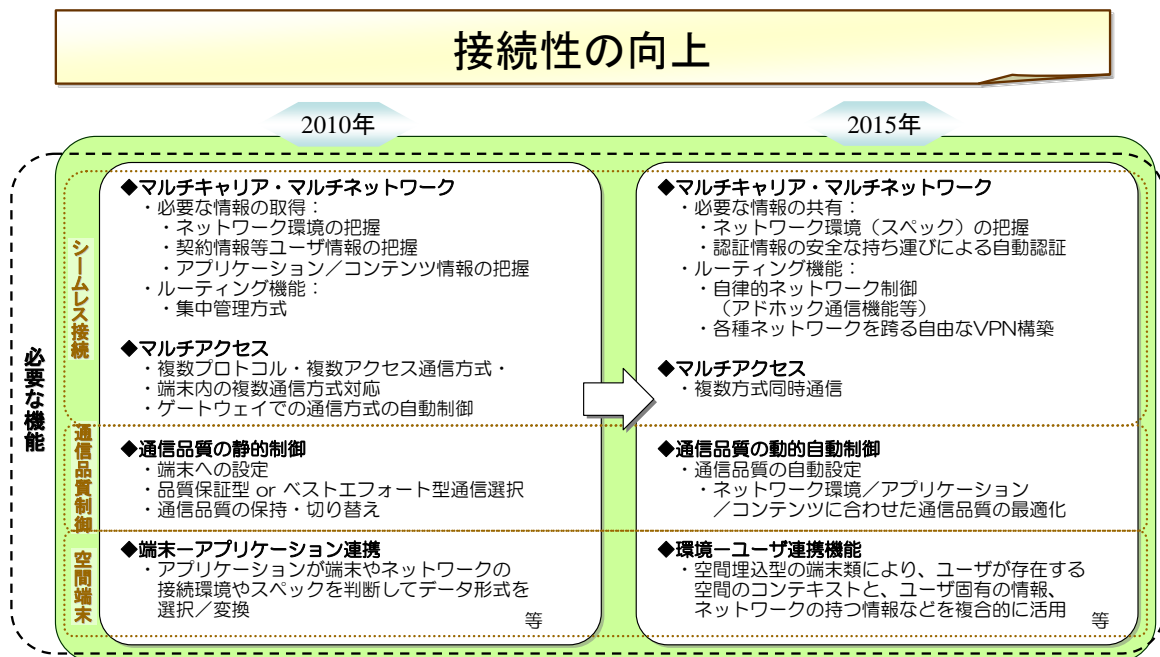 接続性の向上
2010年
2015年
必要な機能
シームレス接続
◆マルチキャリア・マルチネットワーク
・必要な情報の取得：
・ネットワーク環境の把握
・契約情報等ユーザ情報の把握
・アプリケーション／コンテンツ情報の把握
・ルーティング機能：
・集中管理方式
◆マルチアクセス
・複数プロトコル・複数アクセス通信方式・
・端末内の複数通信方式対応
・ゲートウェイでの通信方式の自動制御
◆マルチキャリア・マルチネットワーク
・必要な情報の共有：
・ネットワーク環境（スペック）の把握
・認証情報の安全な持ち運びによる自動認証
・ルーティング機能：
・自律的ネットワーク制御
（アドホック通信機能等）
・各種ネットワークを跨る自由なVPN構築
◆マルチアクセス
・複数方式同時通信
通信品質制御
◆通信品質の静的制御
・端末への設定
・品質保証型 or ベストエフォート型通信選択
・通信品質の保持・切り替え
◆通信品質の動的自動制御
・通信品質の自動設定
・ネットワーク環境／アプリケーション
／コンテンツに合わせた通信品質の最適化
空間端末
◆端末－アプリケーション連携
・アプリケーションが端末やネットワークの
接続環境やスペックを判断してデータ形式を
選択／変換
等
◆環境－ユーザ連携機能
・空間埋込型の端末類により、ユーザが存在する
空間のコンテキストと、ユーザ固有の情報、
ネットワークの持つ情報などを複合的に活用
等